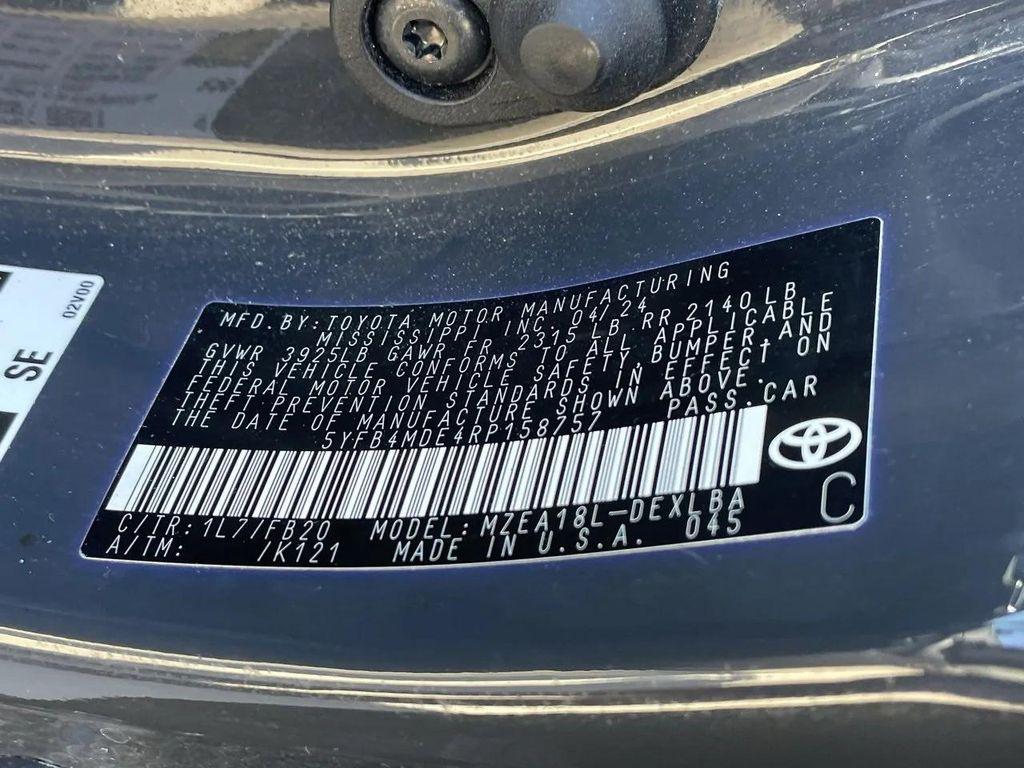 02V00
SE
MFD. BY: TOYOTA MOTOR MANUFACTURING
MISSISSIPPI INC. 04/24
GVWR 3925LB GAWR FR 2315 LB RR 2140LB
THIS VEHICLE CONFORMS TO ALL APPLICABLE
FEDERAL MOTOR VEHICLE SAFETY, BUMPER, AND
THEFT PREVENTION STANDARDS IN EFFECT ON
THE DATE OF MANUFACTURE SHOWN ABOVE.
5YFB4MDE4RP158757 PASS. CAR
C/TR: 1L7/FB20 MODEL: MZEA18L-DEXLBA
A/TM: /K121 MADE IN U.S.A. 045
C